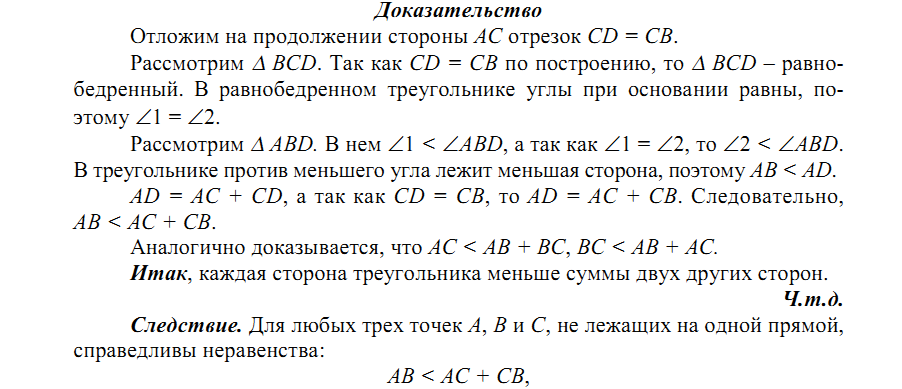 Доказательство
Отложим на продолжении стороны AC отрезок CD = CB.
Рассмотрим Δ BCD. Так как CD = CB по построению, то Δ BCD – равно-
бедренный. В равнобедренном треугольнике углы при основании равны, по-
этому ∠1 = ∠2.
Рассмотрим Δ ABD. В нем ∠1 < ∠ABD, а так как ∠1 = ∠2, то ∠2 < ∠ABD.
В треугольнике против меньшего угла лежит меньшая сторона, поэтому AB < AD.
AD = AC + CD, а так как CD = CB, то AD = AC + CB. Следовательно,
AB < AC + CB.
Аналогично доказывается, что AC < AB + BC, BC < AB + AC.
Итак, каждая сторона треугольника меньше суммы двух других сторон.
Ч.т.д.
Следствие. Для любых трех точек A, B и C, не лежащих на одной прямой,
справедливы неравенства:
AB < AC + CB,